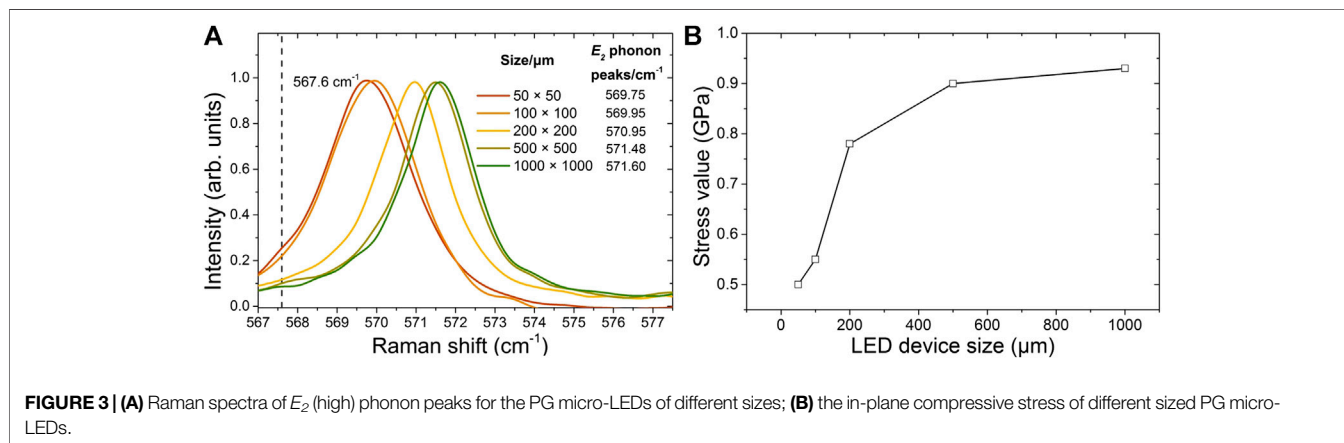 A
Intensity (arb. units)
1.0
0.8
0.6
0.4
0.2
0.0
567.6 cm⁻¹
Size/µm E₂ phonon peaks/cm⁻¹
50 × 50 569.75
100 × 100 569.95
200 × 200 570.95
500 × 500 571.48
1000 × 1000 571.60
567 568 569 570 571 572 573 574 575 576 577
Raman shift (cm⁻¹)
B
Stress value (GPa)
1.0
0.9
0.8
0.7
0.6
0.5
0 200 400 600 800 1000
LED device size (µm)
FIGURE 3 | (A) Raman spectra of E₂ (high) phonon peaks for the PG micro-LEDs of different sizes; (B) the in-plane compressive stress of different sized PG micro-
LEDs.